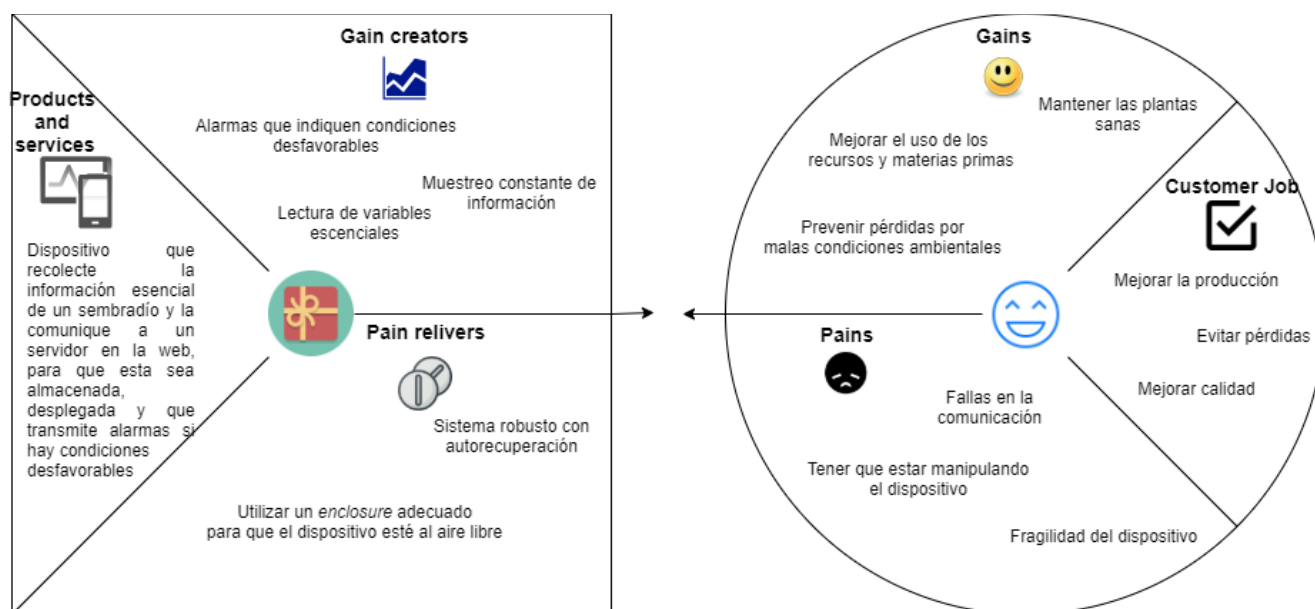 Gain creators
Products
and
services
Alarmas que indiquen condiciones
desfavorables
Muestreo constante de
información
Lectura de variables
escenciales
Dispositivo que
recolecte la
información esencial
de un sembradío y la
comunique a un
servidor en la web,
para que esta sea
almacenada,
desplegada y que
transmite alarmas si
hay condiciones
desfavorables
Pain relivers
Sistema robusto con
autorecuperación
Utilizar un enclosure adecuado
para que el dispositivo esté al aire libre
Gains
Mantener las plantas
sanas
Mejorar el uso de los
recursos y materias primas
Prevenir pérdidas por
malas condiciones ambientales
Customer Job
Mejorar la producción
Evitar pérdidas
Mejorar calidad
Pains
Fallas en la
comunicación
Tener que estar manipulando
el dispositivo
Fragilidad del dispositivo